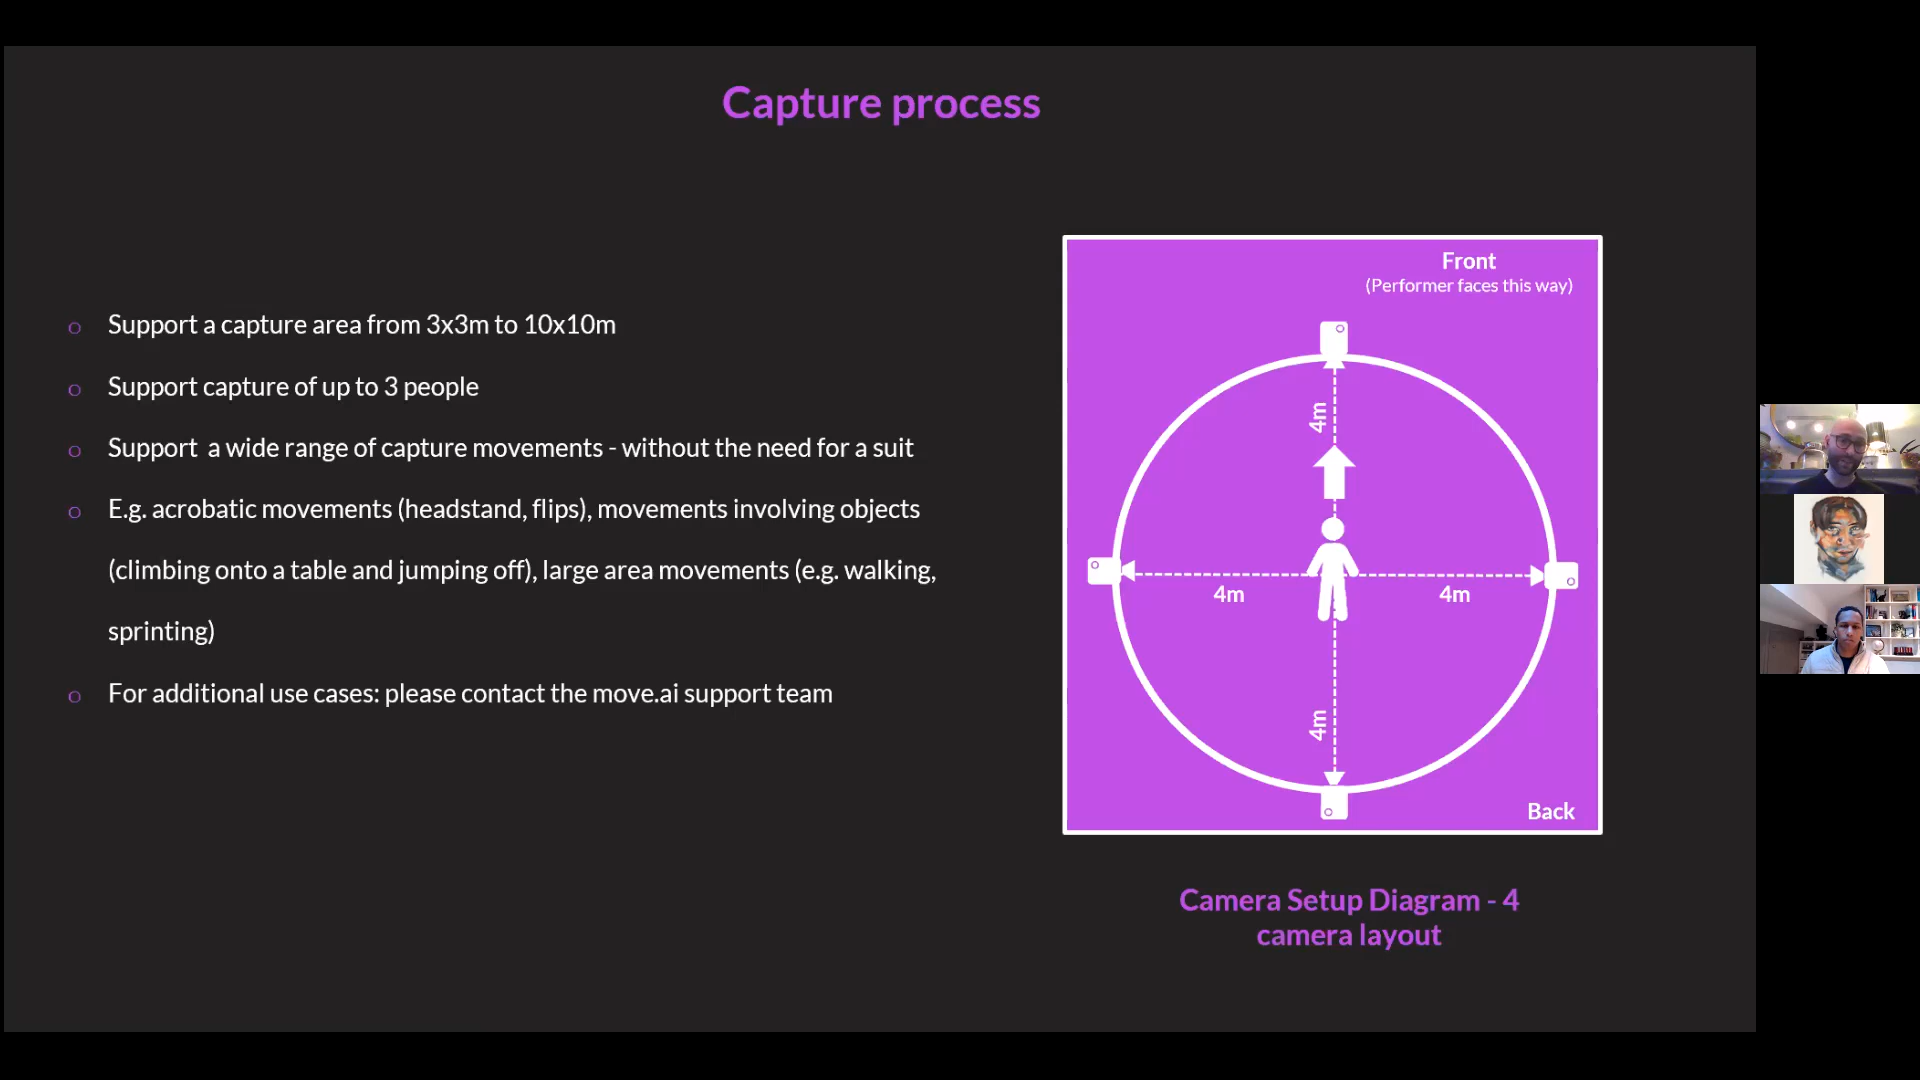 Capture process
Support a capture area from 3x3m to 10x10m
Support capture of up to 3 people
Support  a wide range of capture movements - without the need for a suit
E.g. acrobatic movements (headstand, flips), movements involving objects
(climbing onto a table and jumping off), large area movements (e.g. walking,
sprinting)
For additional use cases: please contact the move.ai support team
Front
(Performer faces this way)
4m
4m
4m
4m
Back
Camera Setup Diagram - 4
camera layout